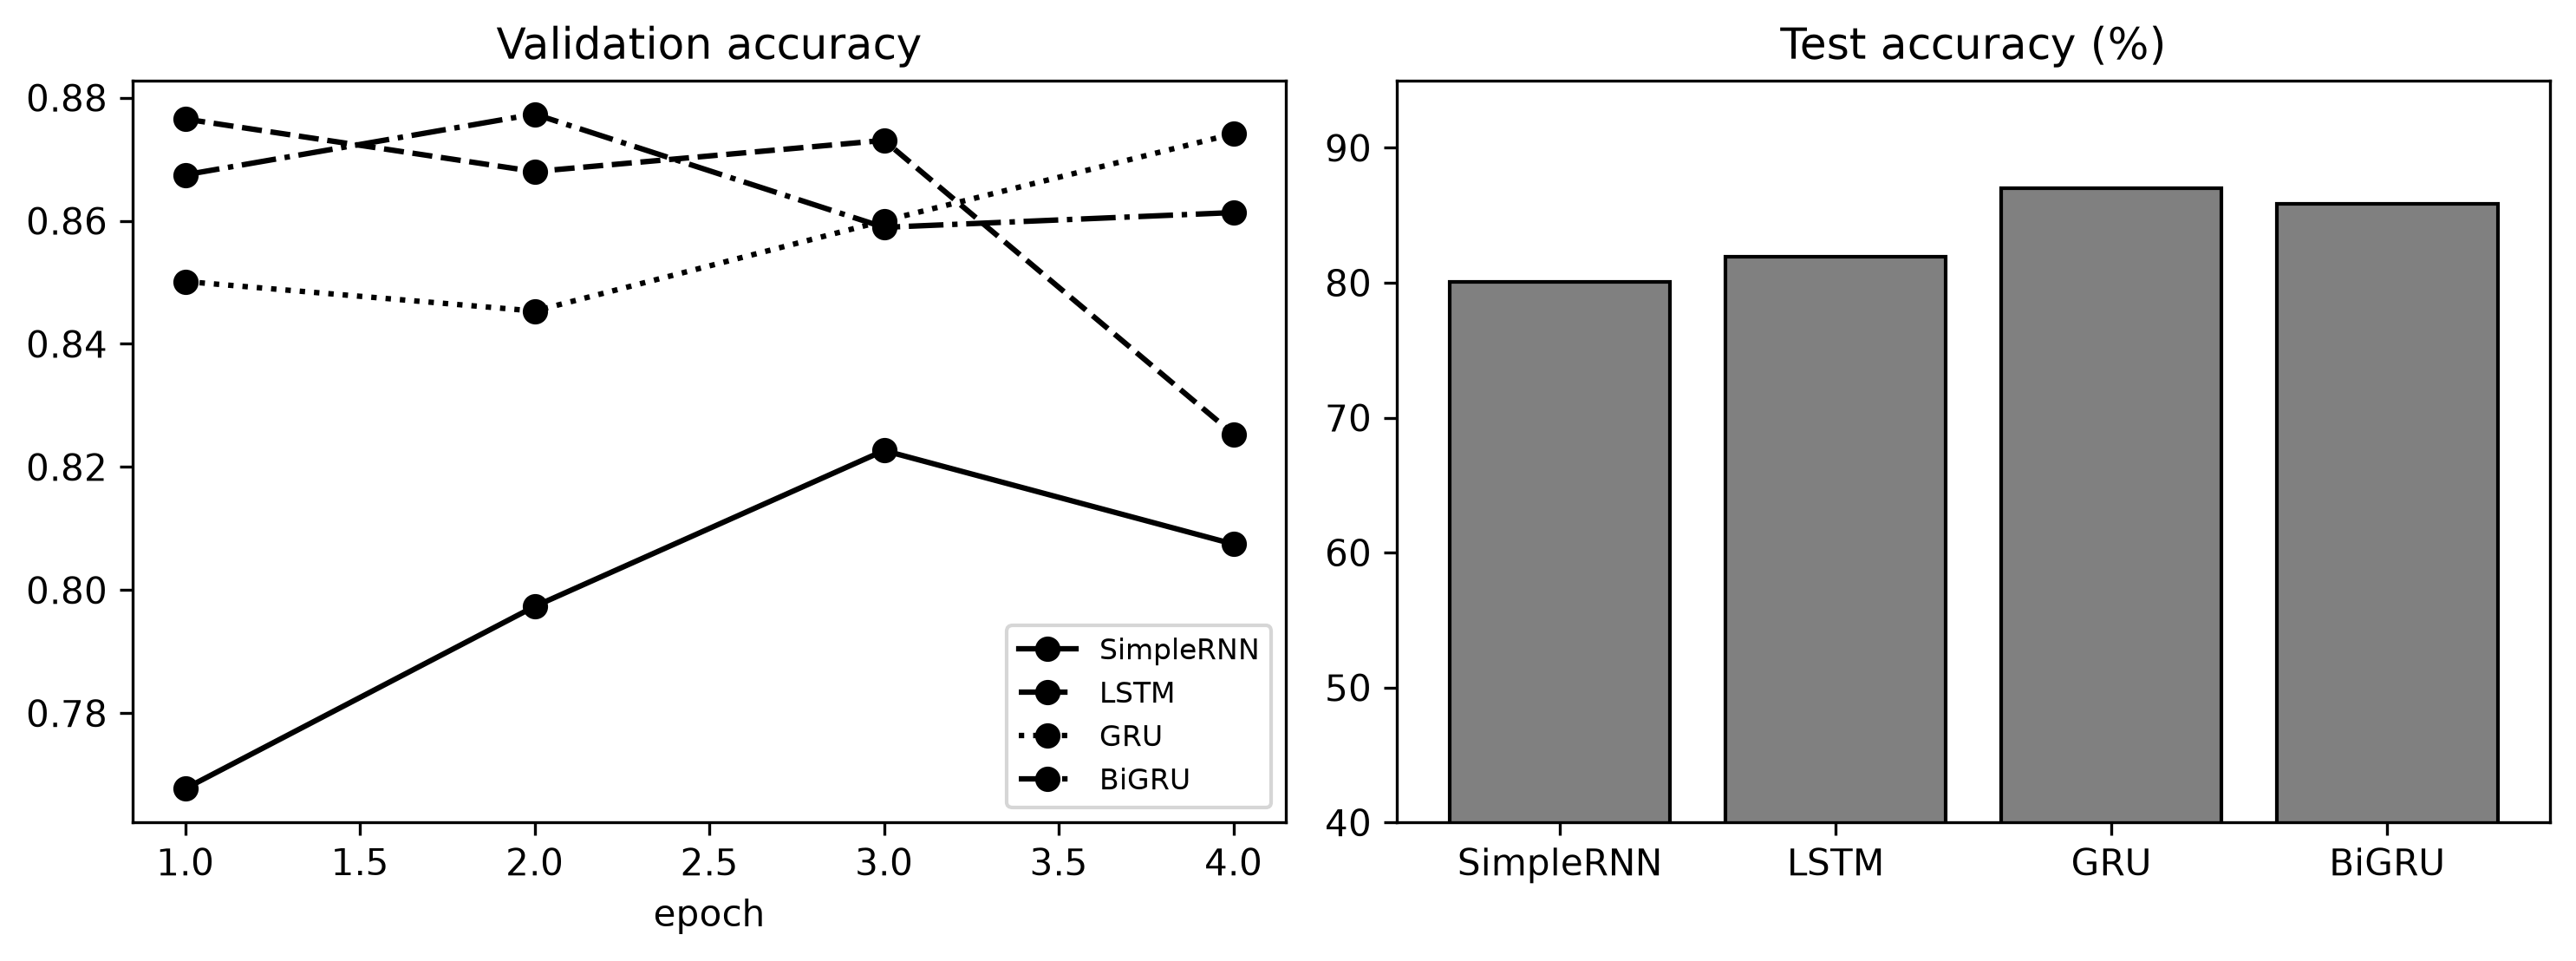 Validation accuracy
0.88
0.86
0.84
0.82
0.80
0.78
1.0 1.5 2.0 2.5 3.0 3.5 4.0
epoch
SimpleRNN
LSTM
GRU
BiGRU
Test accuracy (%)
90
80
70
60
50
40
SimpleRNN LSTM GRU BiGRU